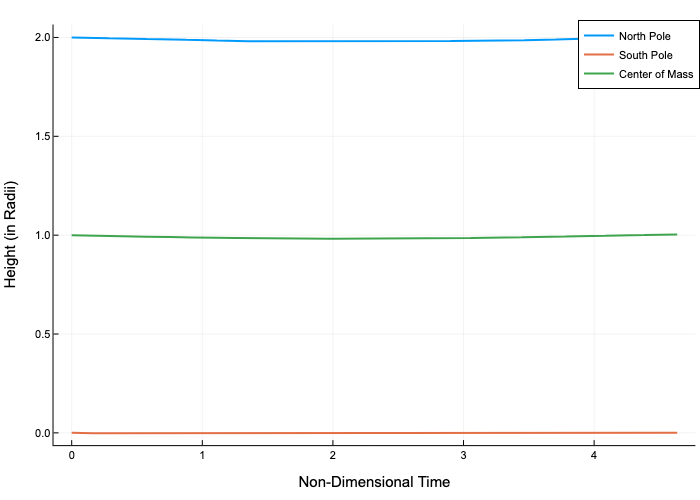 North Pole
South Pole
Center of Mass
2.0
1.5
1.0
0.5
0.0
Height (in Radii)
0 1 2 3 4
Non-Dimensional Time